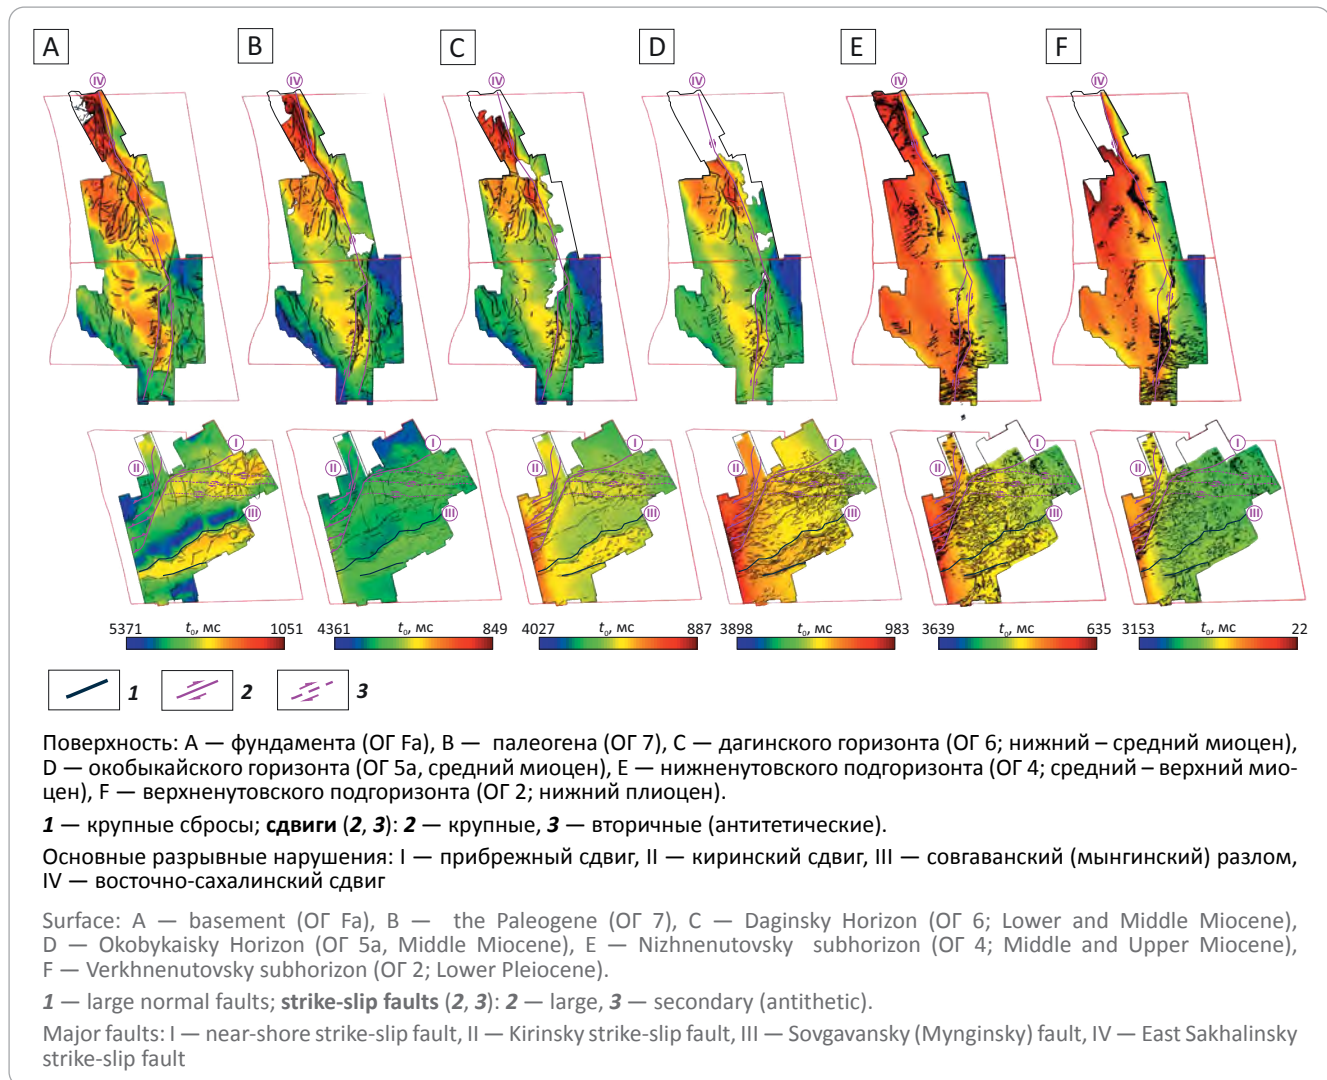 A B C D E F
IV IV IV IV IV IV
I I I I I I
II II II II II II
III III III III III III
5371 t₀, мс 1051 4361 t₀, мс 849 4027 t₀, мс 887 3898 t₀, мс 983 3639 t₀, мс 635 3153 t₀, мс 22
1 2 3
Поверхность: A — фундамента (ОГ Fa), B — палеогена (ОГ 7), C — дагинского горизонта (ОГ 6; нижний – средний миоцен),
D — окобыкайского горизонта (ОГ 5а, средний миоцен), E — нижненутовского подгоризонта (ОГ 4; средний – верхний мио-
цен), F — верхненутовского подгоризонта (ОГ 2; нижний плиоцен).
1 — крупные сбросы; сдвиги (2, 3): 2 — крупные, 3 — вторичные (антитетические).
Основные разрывные нарушения: I — прибрежный сдвиг, II — киринский сдвиг, III — совгаванский (мынгинский) разлом,
IV — восточно-сахалинский сдвиг
Surface: A — basement (ОГ Fa), B — the Paleogene (ОГ 7), C — Daginsky Horizon (ОГ 6; Lower and Middle Miocene),
D — Okobykaisky Horizon (ОГ 5a, Middle Miocene), E — Nizhnenutovsky subhorizon (ОГ 4; Middle and Upper Miocene),
F — Verkhnenutovsky subhorizon (ОГ 2; Lower Pleiocene).
1 — large normal faults; strike-slip faults (2, 3): 2 — large, 3 — secondary (antithetic).
Major faults: I — near-shore strike-slip fault, II — Kirinsky strike-slip fault, III — Sovgavansky (Mynginsky) fault, IV — East Sakhalinsky
strike-slip fault